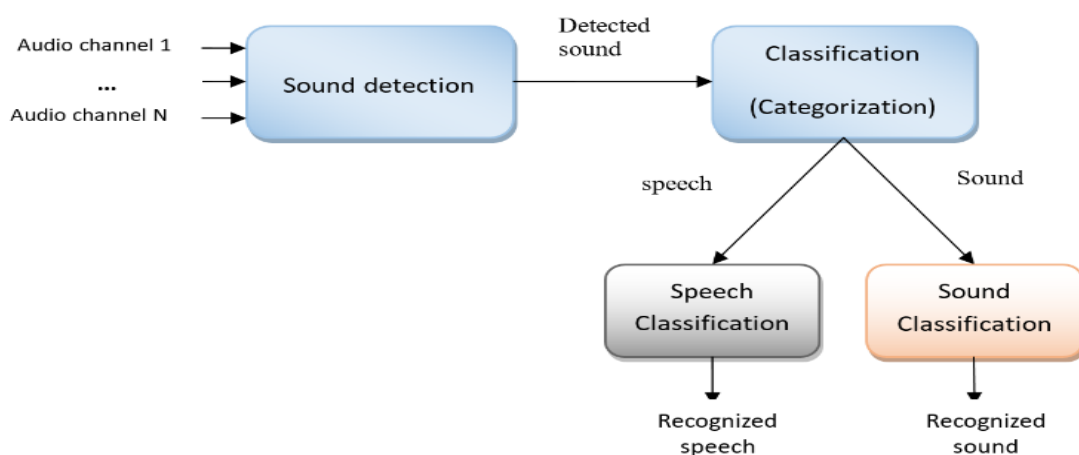 Audio channel 1
...
Audio channel N
Sound detection
Detected
sound
Classification
(Categorization)
speech
Sound
Speech
Classification
Sound
Classification
Recognized
speech
Recognized
sound